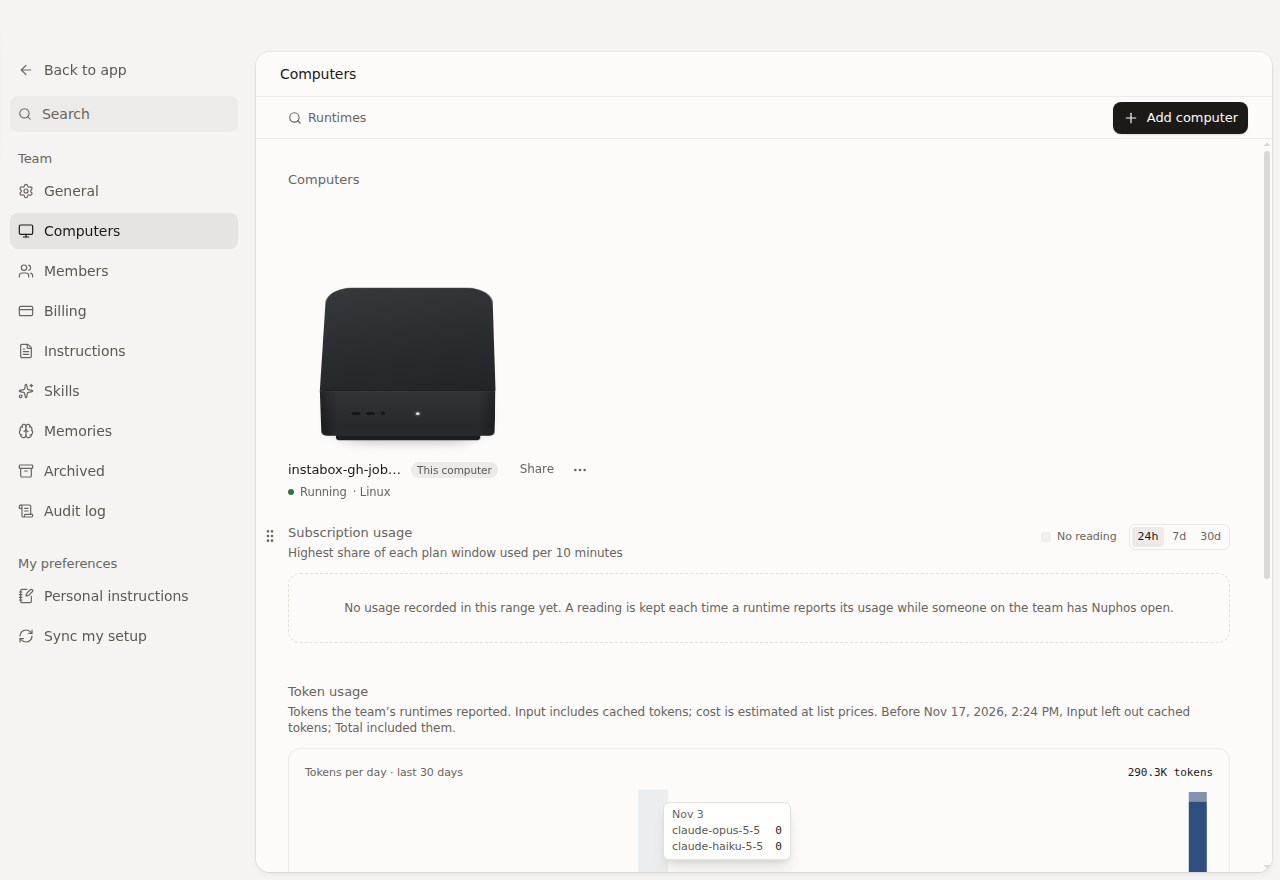 Back to app
Search
Team
General
Computers
Members
Billing
Instructions
Skills
Memories
Archived
Audit log
My preferences
Personal instructions
Sync my setup
Computers
Runtimes
Add computer
Computers
instabox-gh-job… This computer Share
Running · Linux
Subscription usage
Highest share of each plan window used per 10 minutes
No reading 24h 7d 30d
No usage recorded in this range yet. A reading is kept each time a runtime reports its usage while someone on the team has Nuphos open.
Token usage
Tokens the team’s runtimes reported. Input includes cached tokens; cost is estimated at list prices. Before Nov 17, 2026, 2:24 PM, Input left out cached
tokens; Total included them.
Tokens per day · last 30 days 290.3K tokens
Nov 3
claude-opus-5-5 0
claude-haiku-5-5 0